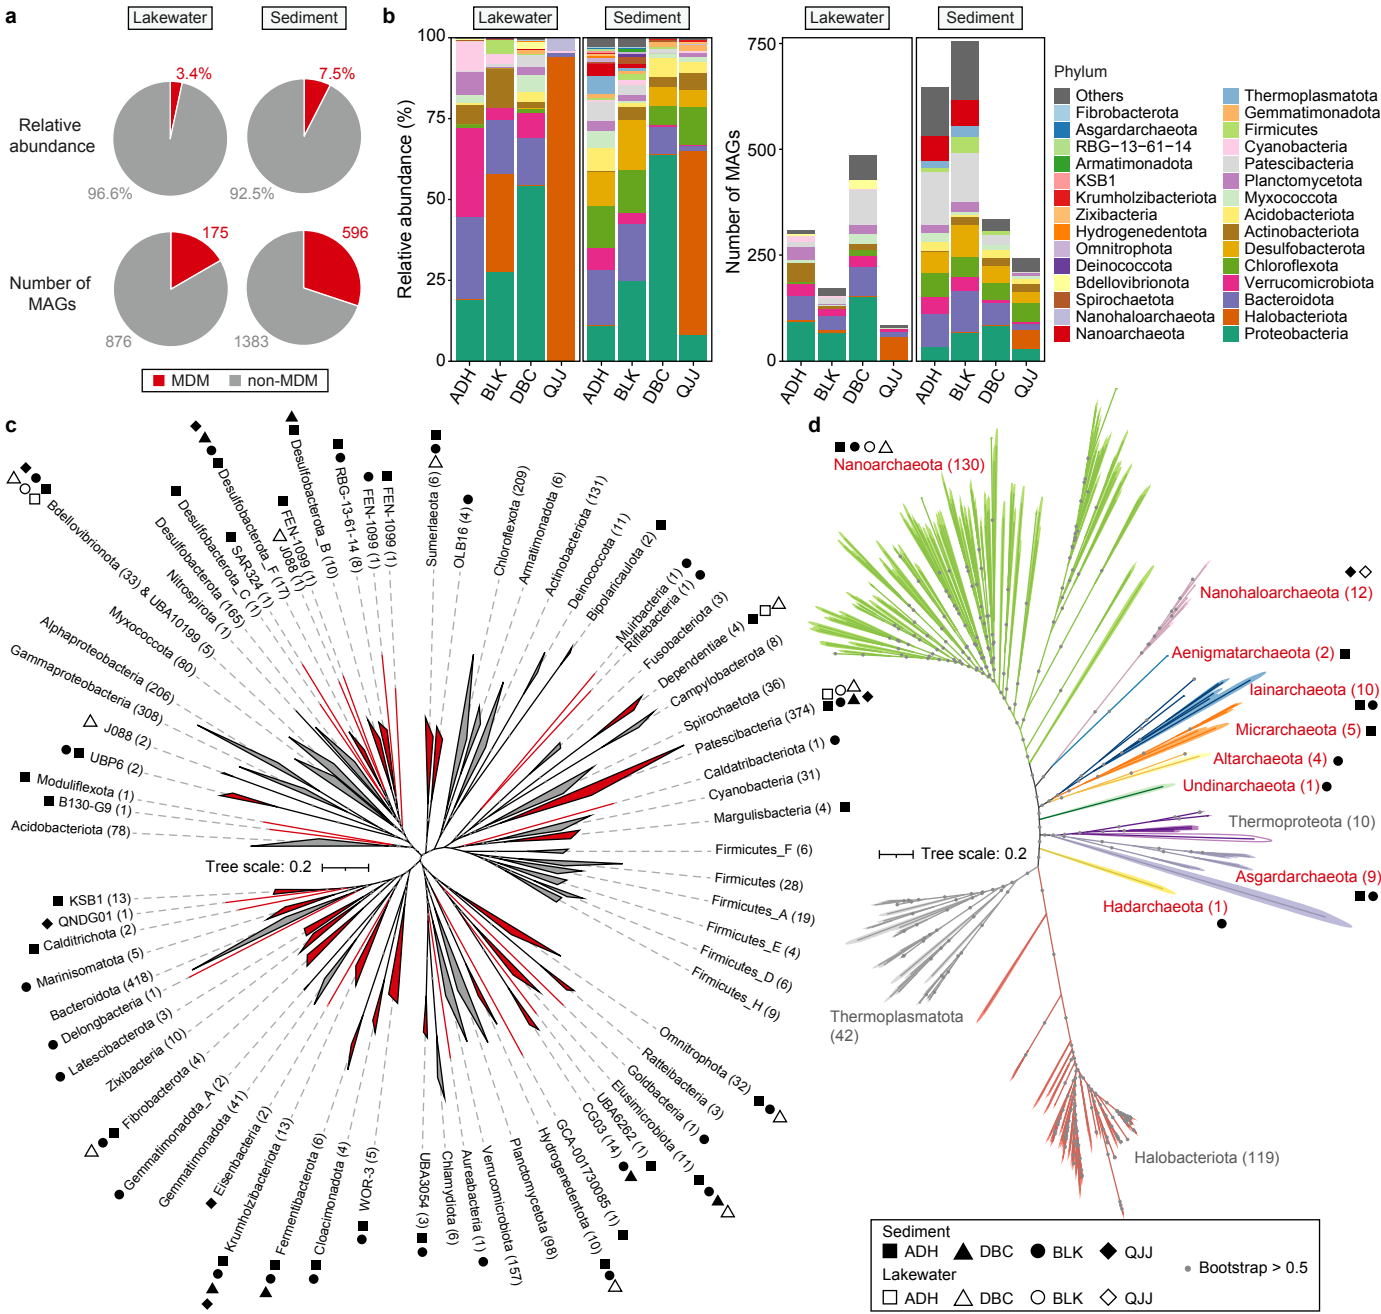 a
Lakewater
Sediment
Relative
abundance
3.4%
96.6%
7.5%
92.5%
Number of
MAGs
175
876
596
1383
MDM
non-MDM
b
Lakewater
Sediment
Relative abundance (%)
100
75
50
25
0
ADH
BLK
DBC
QJJ
ADH
BLK
DBC
QJJ
Lakewater
Sediment
Number of MAGs
750
500
250
0
ADH
BLK
DBC
QJJ
ADH
BLK
DBC
QJJ
Phylum
Others
Fibrobacterota
Asgardarchaeota
RBG−13−61−14
Armatimonadota
KSB1
Krumholzibacteriota
Zixibacteria
Hydrogenedentota
Omnitrophota
Deinococcota
Bdellovibrionota
Spirochaetota
Nanohaloarchaeota
Nanoarchaeota
Thermoplasmatota
Gemmatimonadota
Firmicutes
Cyanobacteria
Patescibacteria
Planctomycetota
Myxococcota
Acidobacteriota
Actinobacteriota
Desulfobacterota
Chloroflexota
Verrucomicrobiota
Bacteroidota
Halobacteriota
Proteobacteria
c
Sumerlaeota (6)
OLB16 (4)
Chloroflexota (209)
Armatimonadota (6)
Actinobacteriota (131)
Deinococcota (11)
Bipolaricaulota (2)
Muirbacteria (1)
Riflebacteria (1)
Fusobacteriota (3)
Dependentiae (4)
Campylobacterota (8)
Spirochaetota (36)
Patescibacteria (374)
Caldatribacteriota (1)
Cyanobacteria (31)
Margulisbacteria (4)
Firmicutes_F (6)
Firmicutes (28)
Firmicutes_A (19)
Firmicutes_E (4)
Firmicutes_D (6)
Firmicutes_H (9)
Omnitrophota (32)
Ratteibacteria (3)
Goldbacteria (1)
Elusimicrobiota (11)
UBA6262 (1)
CG03 (14)
GCA-001730085 (1)
Hydrogenedentota (10)
Planctomycetota (98)
Verrucomicrobiota (157)
Aureabacteria (1)
Chlamydiota (6)
UBA3054 (3)
WOR-3 (5)
Cloacimonadota (4)
Fermentibacterota (6)
Krumholzibacteriota (13)
Eisenbacteria (2)
Gemmatimonadota (41)
Gemmatimonadota_A (2)
Fibrobacterota (4)
Zixibacteria (10)
Latescibacterota (3)
Delongbacteria (1)
Bacteroidota (418)
Marinisomatota (5)
Calditrichota (2)
QNDG01 (1)
KSB1 (13)
Tree scale: 0.2
Acidobacteriota (78)
B130-G9 (1)
Moduliflexota (1)
UBP6 (2)
J088 (2)
Gammaproteobacteria (308)
Alphaproteobacteria (206)
Myxococcota (80)
Bdellovibrionota (33) & UBA10199 (5)
Nitrospirota (1)
Desulfobacterota (165)
Desulfobacterota_C (1)
SAR324 (1)
Desulfobacterota_F (17)
J088 (1)
FEN-1099 (1)
Desulfobacterota_B (10)
RBG-13-61-14 (8)
FEN-1099 (1)
FEN-1099 (1)
d
Nanoarchaeota (130)
Nanohaloarchaeota (12)
Aenigmatarchaeota (2)
Iainarchaeota (10)
Micrarchaeota (5)
Altarchaeota (4)
Undinarchaeota (1)
Thermoproteota (10)
Tree scale: 0.2
Asgardarchaeota (9)
Hadarchaeota (1)
Thermoplasmatota
(42)
Halobacteriota (119)
Sediment
ADH
DBC
BLK
QJJ
Lakewater
ADH
DBC
BLK
QJJ
Bootstrap > 0.5